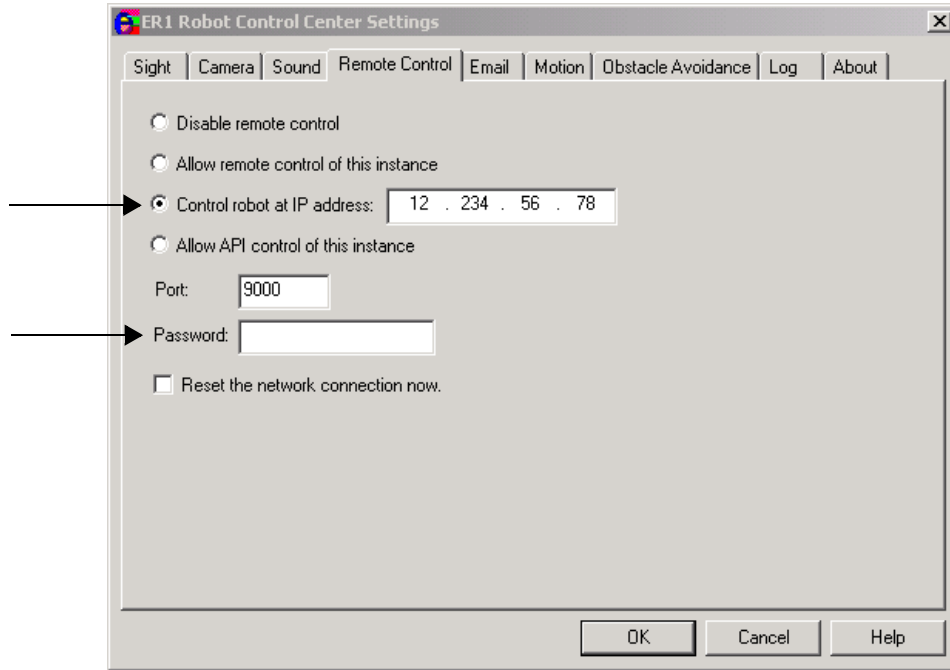 ER1 Robot Control Center Settings
Sight Camera Sound Remote Control Email Motion Obstacle Avoidance Log About
Disable remote control
Allow remote control of this instance
Control robot at IP address: 12 . 234 . 56 . 78
Allow API control of this instance
Port: 9000
Password:
Reset the network connection now.
OK Cancel Help